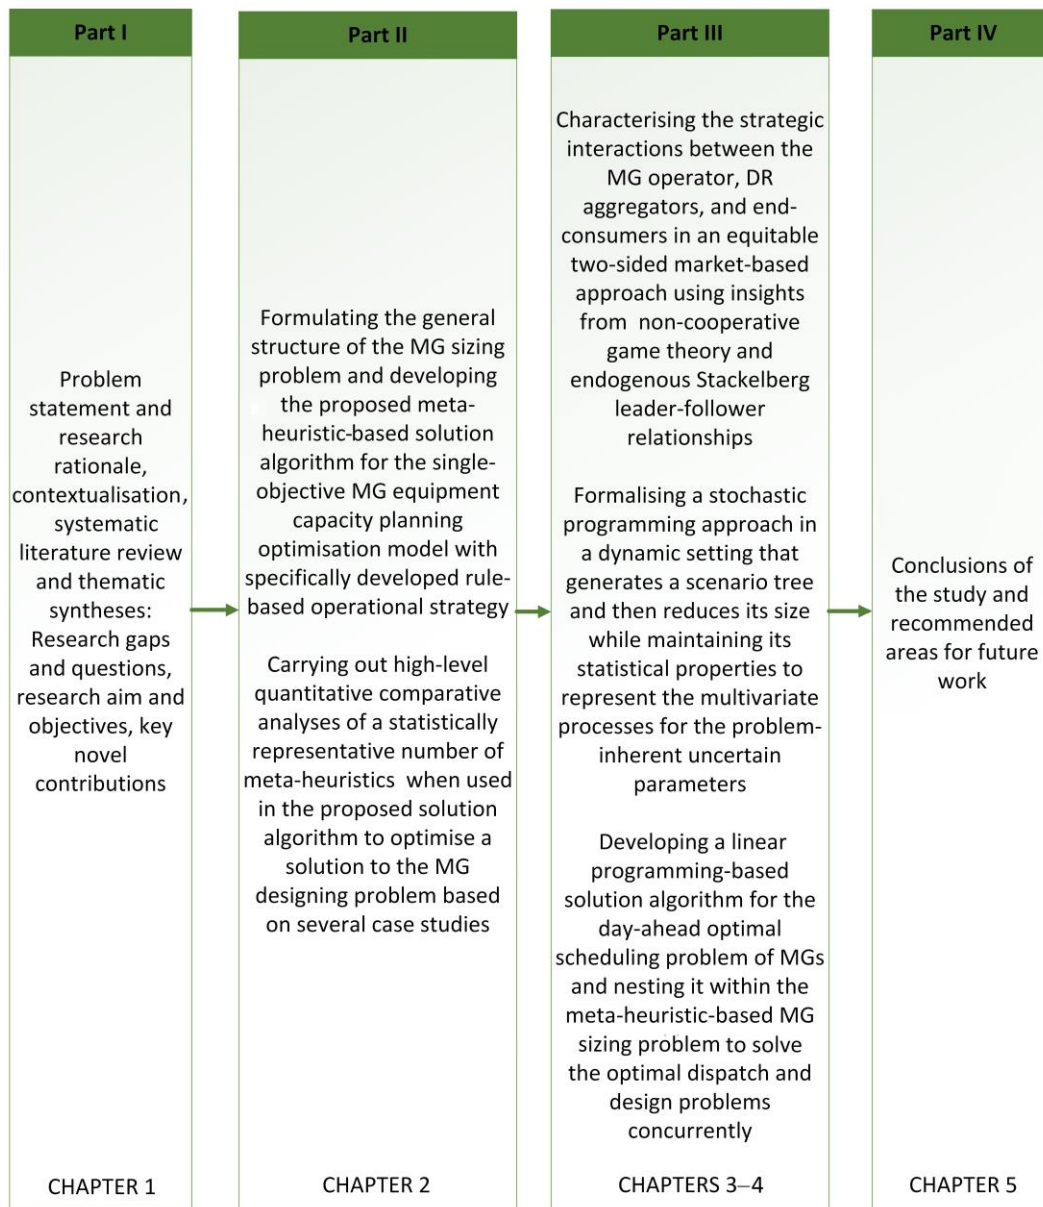 Part I
Problem
statement and
research
rationale,
contextualisation,
systematic
literature review
and thematic
syntheses:
Research gaps
and questions,
research aim and
objectives, key
novel
contributions
CHAPTER 1
Part II
Formulating the general
structure of the MG sizing
problem and developing
the proposed meta-
heuristic-based solution
algorithm for the single-
objective MG equipment
capacity planning
optimisation model with
specifically developed rule-
based operational strategy
Carrying out high-level
quantitative comparative
analyses of a statistically
representative number of
meta-heuristics when used
in the proposed solution
algorithm to optimise a
solution to the MG
designing problem based
on several case studies
CHAPTER 2
Part III
Characterising the strategic
interactions between the
MG operator, DR
aggregators, and end-
consumers in an equitable
two-sided market-based
approach using insights
from non-cooperative
game theory and
endogenous Stackelberg
leader-follower
relationships
Formalising a stochastic
programming approach in
a dynamic setting that
generates a scenario tree
and then reduces its size
while maintaining its
statistical properties to
represent the multivariate
processes for the problem-
inherent uncertain
parameters
Developing a linear
programming-based
solution algorithm for the
day-ahead optimal
scheduling problem of MGs
and nesting it within the
meta-heuristic-based MG
sizing problem to solve
the optimal dispatch and
design problems
concurrently
CHAPTERS 3–4
Part IV
Conclusions of
the study and
recommended
areas for future
work
CHAPTER 5